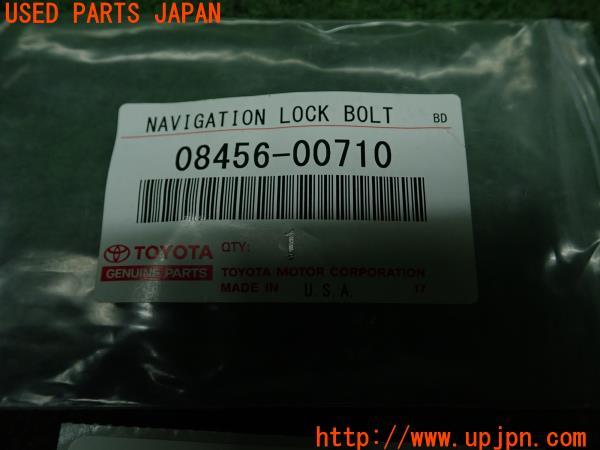 USED PARTS JAPAN
NAVIGATION LOCK BOLT BD
08456-00710
TOYOTA QTY:
GENUINE PARTS TOYOTA MOTOR CORPORATION
MADE IN U.S.A. 17
http://www.upjpn.com